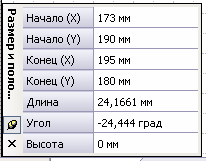 Размер и поло...
Начало (X) 173 мм
Начало (Y) 190 мм
Конец (X) 195 мм
Конец (Y) 180 мм
Длина 24,1661 мм
Угол -24,444 град
Высота 0 мм